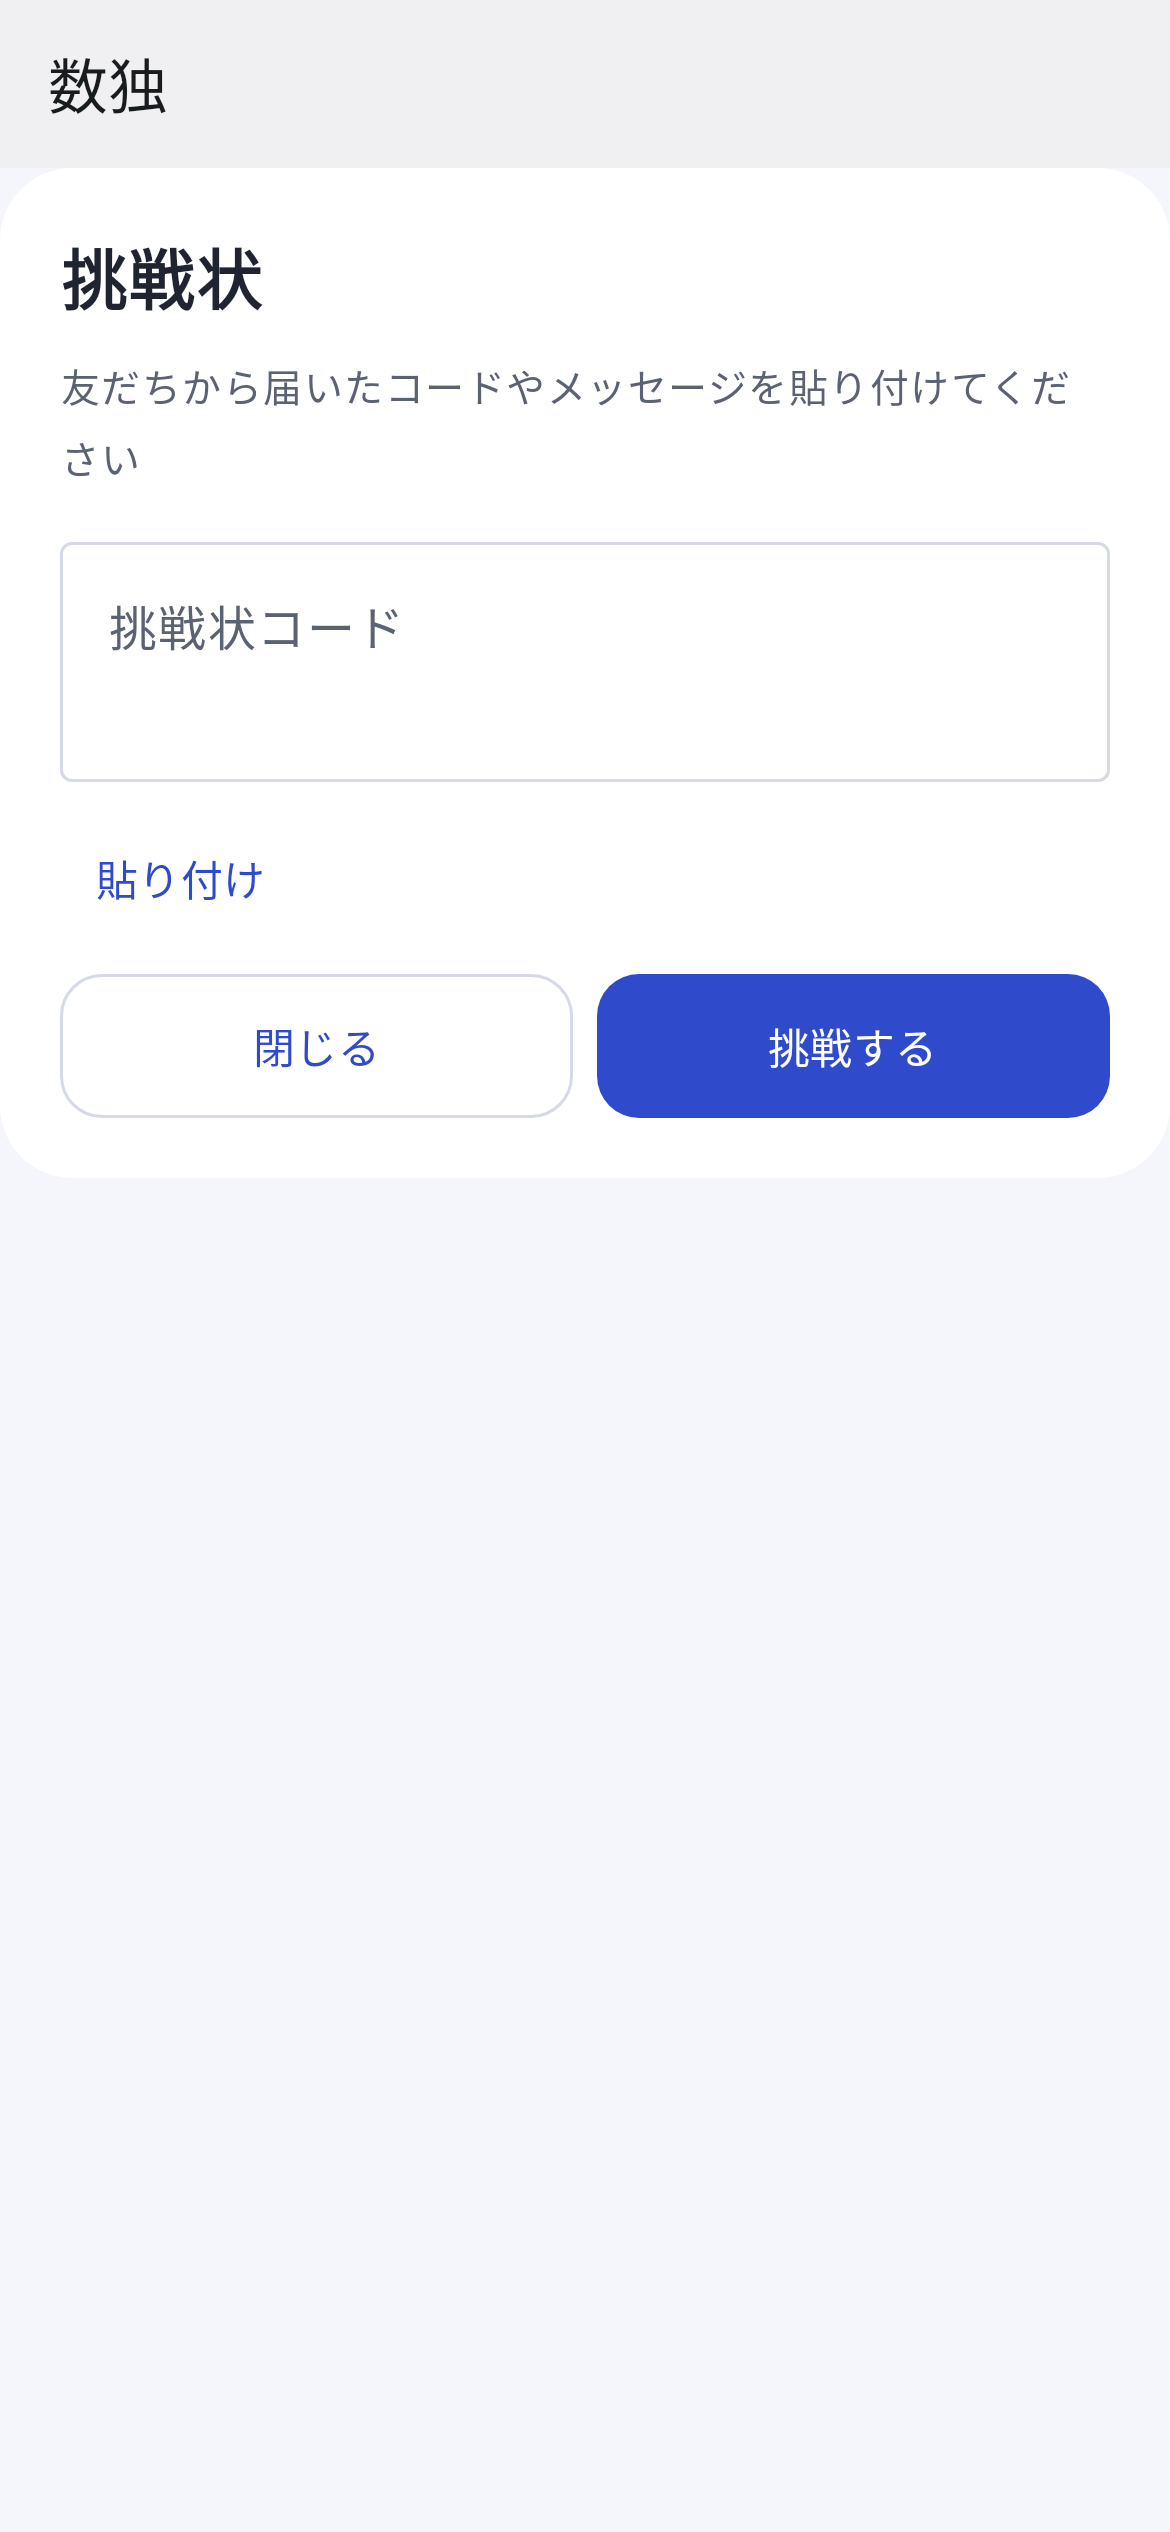 数独
挑戦状
友だちから届いたコードやメッセージを貼り付けてくだ
さい
挑戦状コード
貼り付け
閉じる
挑戦する